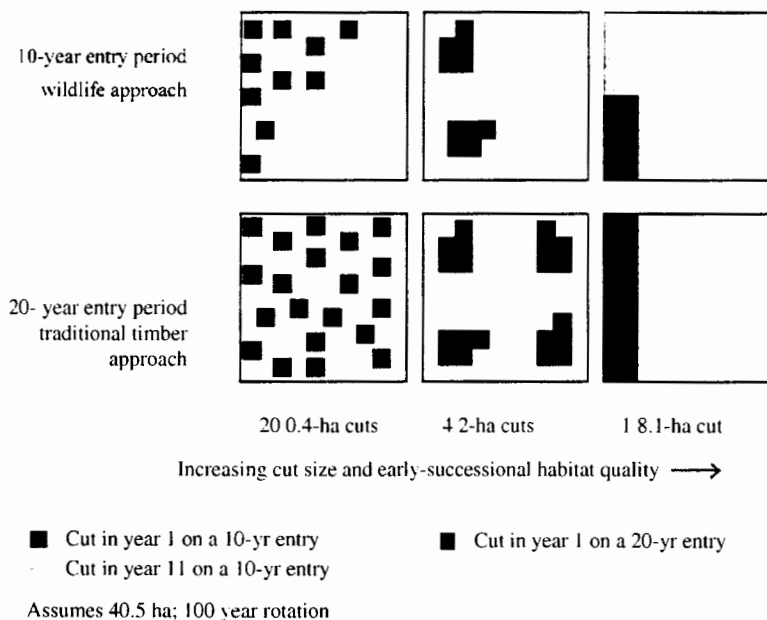 10-year entry period
wildlife approach
20- year entry period
traditional timber
approach
20 0.4-ha cuts
4 2-ha cuts
1 8.1-ha cut
Increasing cut size and early-successional habitat quality →
Cut in year 1 on a 10-yr entry
Cut in year 1 on a 20-yr entry
Cut in year 11 on a 10-yr entry
Assumes 40.5 ha; 100 year rotation